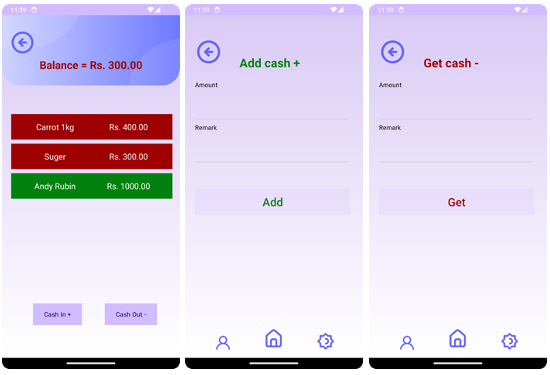 11:59
Balance = Rs. 300.00
Carrot 1kg Rs. 400.00
Suger Rs. 300.00
Andy Rubin Rs. 1000.00
Cash In + Cash Out -
11:59
Add cash +
Amount
Remark
Add
11:59
Get cash -
Amount
Remark
Get